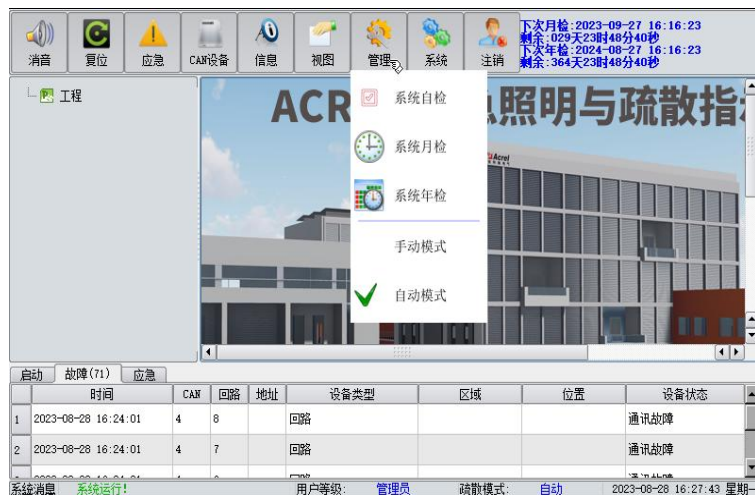 下次月检:2023-09-27 16:16:23
剩余:029天23时48分40秒
下次年检:2024-08-27 16:16:23
剩余:364天23时48分40秒
消音 复位 应急 CAN设备 信息 视图 管理 系统 注销
工程
ACR 急照明与疏散指
Acrel
系统自检
系统月检
系统年检
手动模式
自动模式
启动 故障(71) 应急
时间 CAN 回路 地址 设备类型 区域 位置 设备状态
1 2023-08-28 16:24:01 4 8 回路 通讯故障
2 2023-08-28 16:24:01 4 7 回路 通讯故障
系统消息 系统运行! 用户等级: 管理员 疏散模式: 自动 2023-08-28 16:27:43 星期一